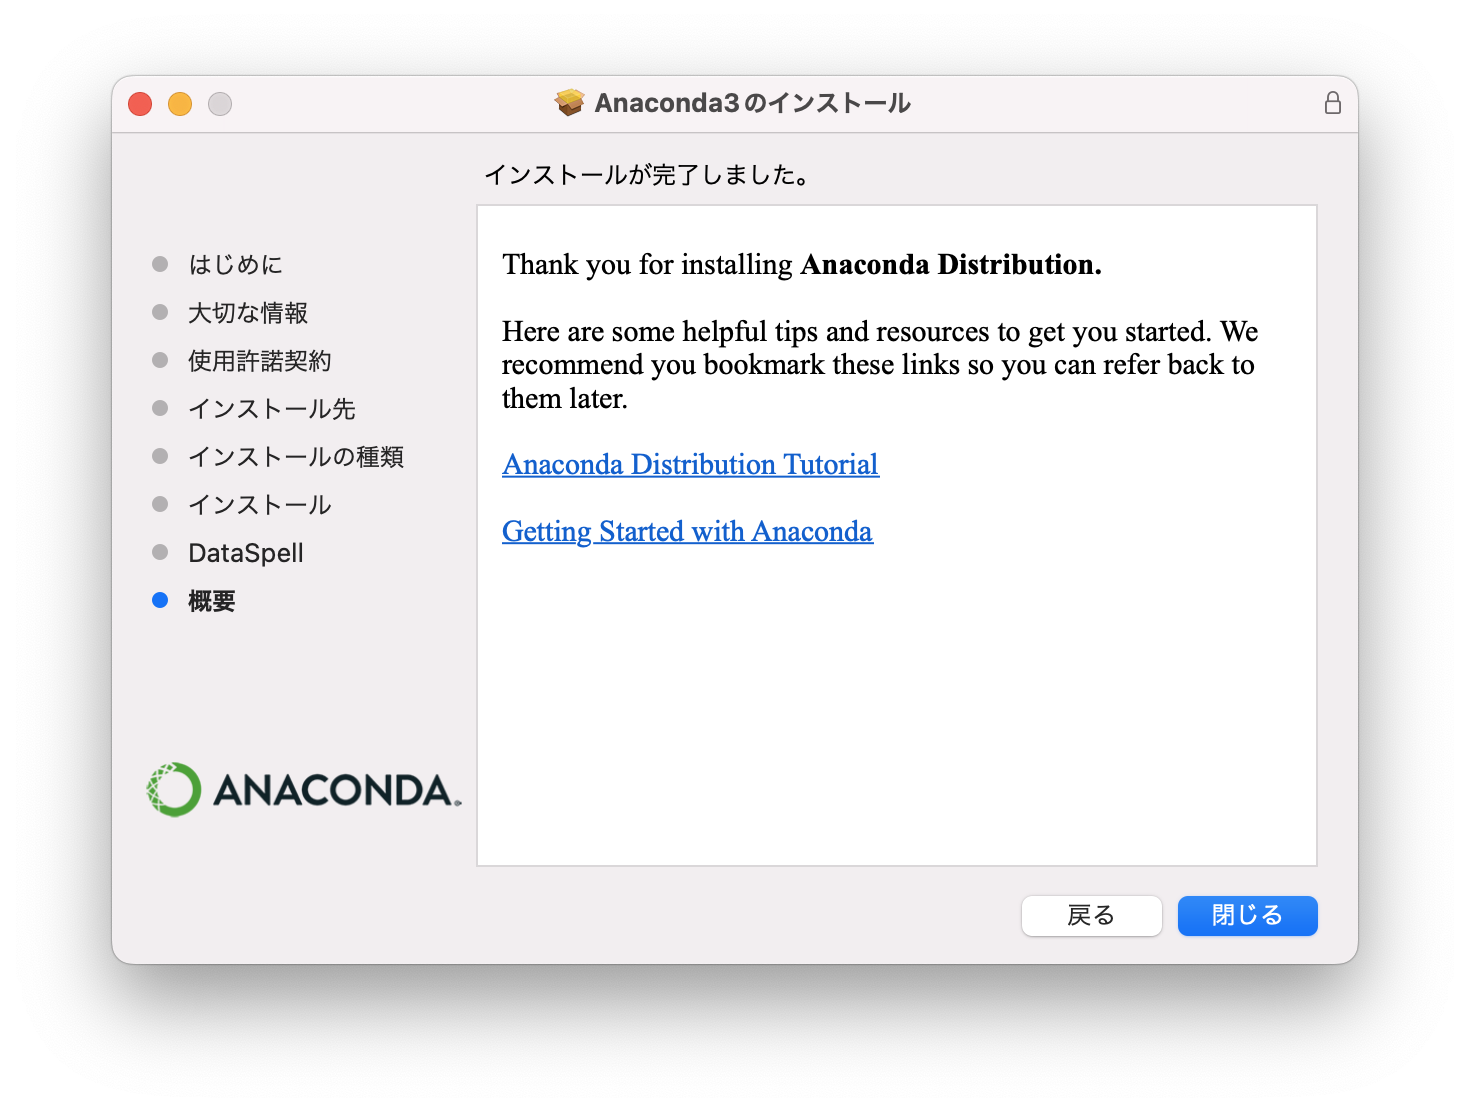 Anaconda3のインストール
インストールが完了しました。
はじめに
大切な情報
使用許諾契約
インストール先
インストールの種類
インストール
DataSpell
概要
ANACONDA.
Thank you for installing Anaconda Distribution.
Here are some helpful tips and resources to get you started. We
recommend you bookmark these links so you can refer back to
them later.
Anaconda Distribution Tutorial
Getting Started with Anaconda
戻る
閉じる